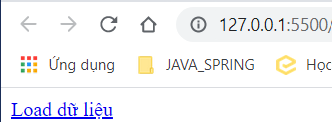 127.0.0.1:5500/
Ứng dụng JAVA_SPRING Học
Load dữ liệu